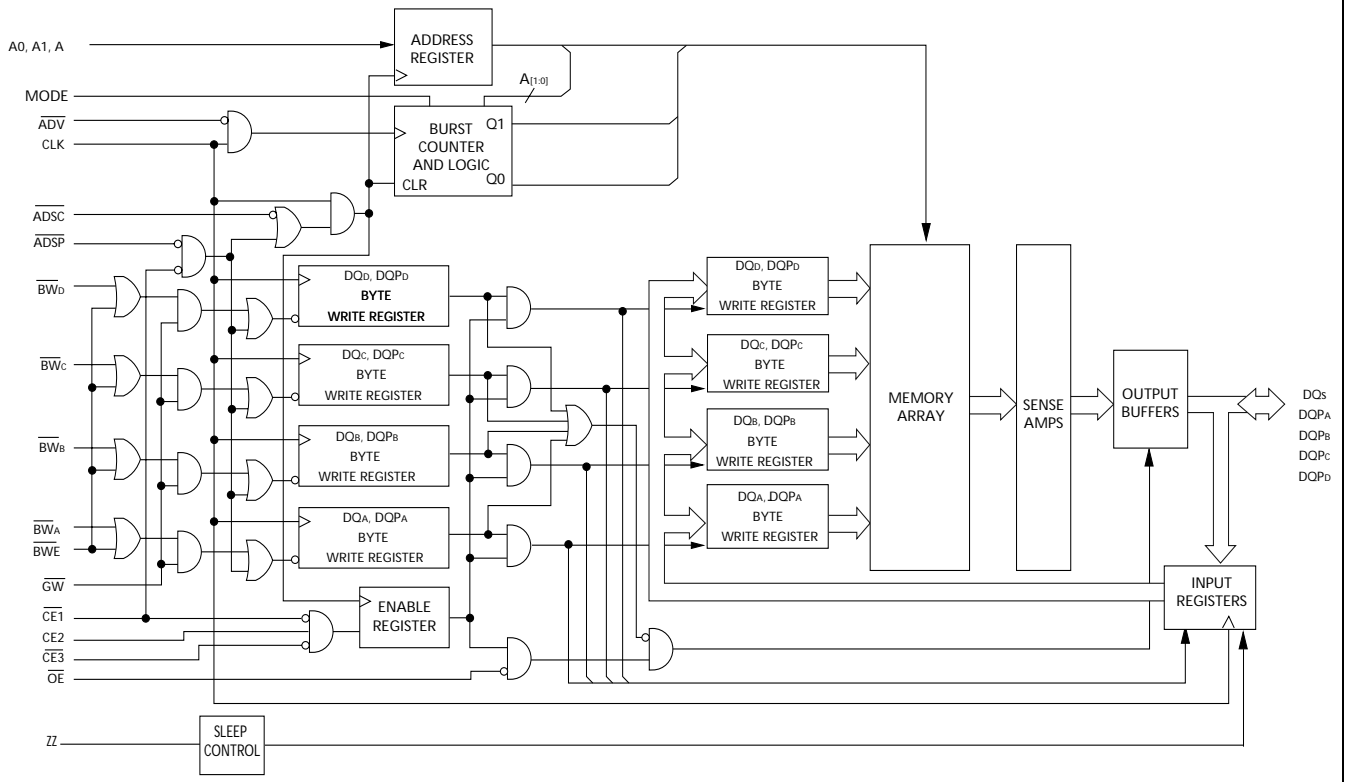 A0, A1, A
ADDRESS
REGISTER
MODE
A[1:0]
ADV
CLK
BURST
COUNTER
AND LOGIC
CLR
Q1
Q0
ADSC
ADSP
BWD
DQD, DQPD
BYTE
WRITE REGISTER
DQD, DQPD
BYTE
WRITE REGISTER
BWC
DQC, DQPC
BYTE
WRITE REGISTER
DQC, DQPC
BYTE
WRITE REGISTER
BWB
DQB, DQPB
BYTE
WRITE REGISTER
DQB, DQPB
BYTE
WRITE REGISTER
BWA
BWE
DQA, DQPA
BYTE
WRITE REGISTER
DQA, DQPA
BYTE
WRITE REGISTER
MEMORY
ARRAY
SENSE
AMPS
OUTPUT
BUFFERS
DQs
DQPA
DQPB
DQPC
DQPD
GW
CE1
CE2
CE3
OE
ENABLE
REGISTER
INPUT
REGISTERS
ZZ
SLEEP
CONTROL